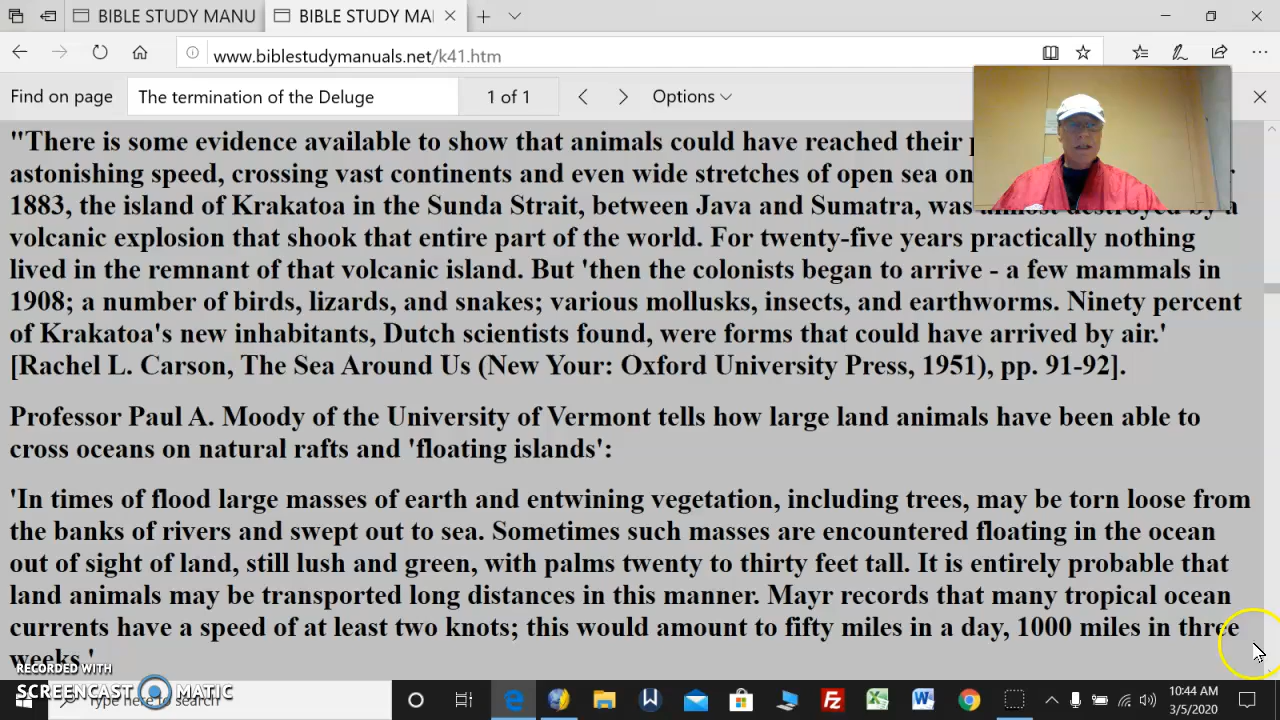 BIBLE STUDY MANU
BIBLE STUDY MA
www.biblestudymanuals.net/k41.htm
Find on page
The termination of the Deluge
1 of 1
Options
"There is some evidence available to show that animals could have reached their
astonishing speed, crossing vast continents and even wide stretches of open sea on
1883, the island of Krakatoa in the Sunda Strait, between Java and Sumatra, was almost destroyed by a
volcanic explosion that shook that entire part of the world. For twenty-five years practically nothing
lived in the remnant of that volcanic island. But 'then the colonists began to arrive - a few mammals in
1908; a number of birds, lizards, and snakes; various mollusks, insects, and earthworms. Ninety percent
of Krakatoa's new inhabitants, Dutch scientists found, were forms that could have arrived by air.'
[Rachel L. Carson, The Sea Around Us (New Your: Oxford University Press, 1951), pp. 91-92].
Professor Paul A. Moody of the University of Vermont tells how large land animals have been able to
cross oceans on natural rafts and 'floating islands':
'In times of flood large masses of earth and entwining vegetation, including trees, may be torn loose from
the banks of rivers and swept out to sea. Sometimes such masses are encountered floating in the ocean
out of sight of land, still lush and green, with palms twenty to thirty feet tall. It is entirely probable that
land animals may be transported long distances in this manner. Mayr records that many tropical ocean
currents have a speed of at least two knots; this would amount to fifty miles in a day, 1000 miles in three
weeks.'
RECORDED WITH
SCREENCAST MATIC
Type here to search
10:44 AM
3/5/2020